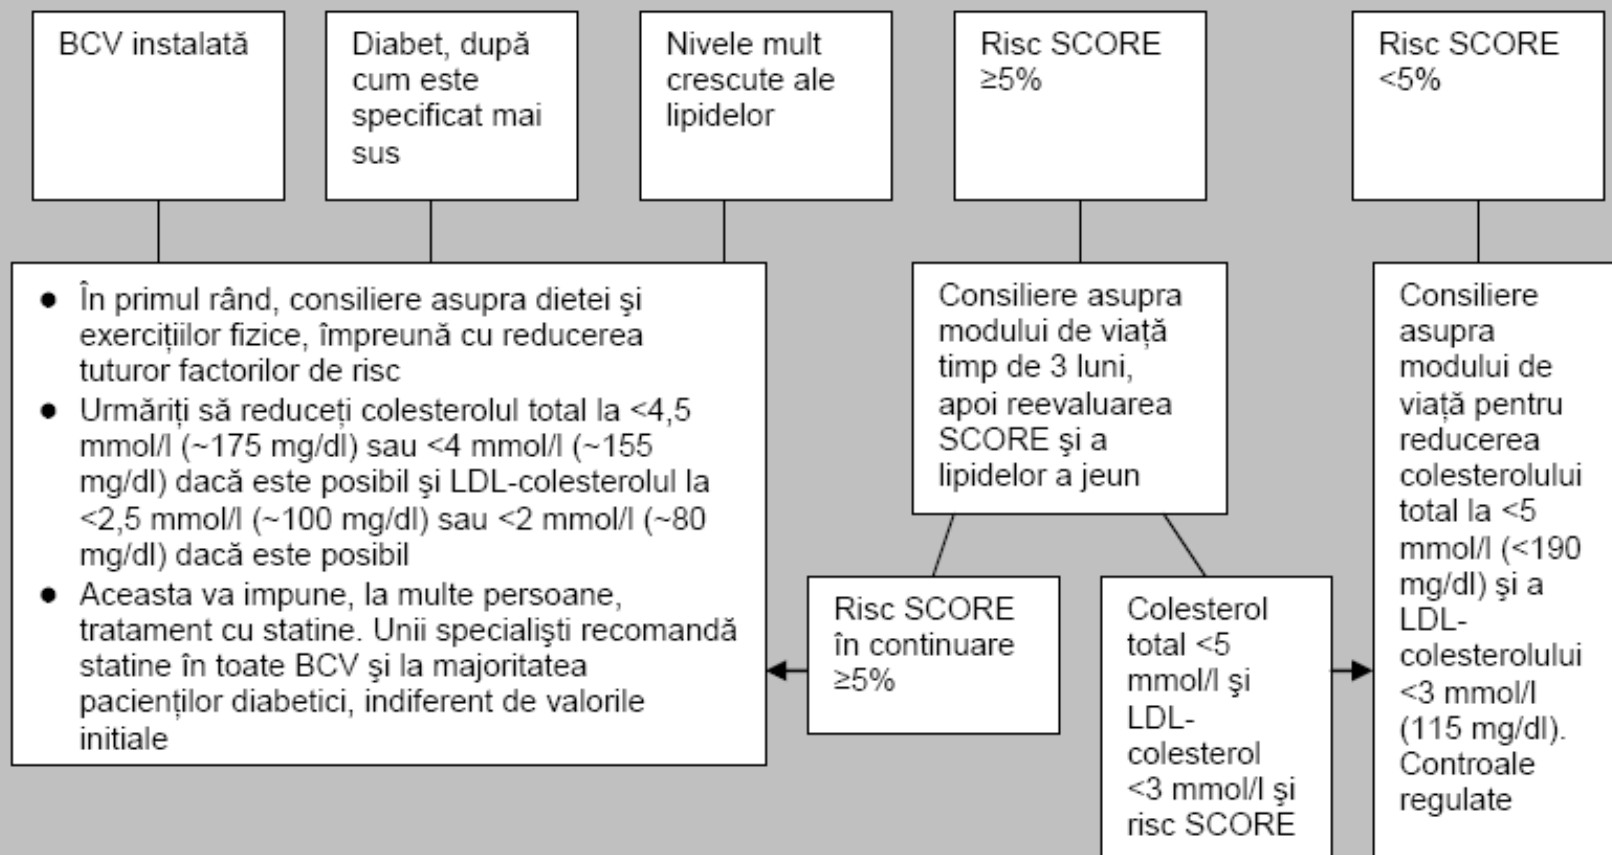 BCV instalată
Diabet, după
cum este
specificat mai
sus
Nivele mult
crescute ale
lipidelor
Risc SCORE
≥5%
Risc SCORE
<5%
● În primul rând, consiliere asupra dietei şi
exerciţiilor fizice, împreună cu reducerea
tuturor factorilor de risc
● Urmăriţi să reduceţi colesterolul total la <4,5
mmol/l (~175 mg/dl) sau <4 mmol/l (~155
mg/dl) dacă este posibil şi LDL-colesterolul la
<2,5 mmol/l (~100 mg/dl) sau <2 mmol/l (~80
mg/dl) dacă este posibil
● Aceasta va impune, la multe persoane,
tratament cu statine. Unii specialişti recomandă
statine în toate BCV şi la majoritatea
pacienţilor diabetici, indiferent de valorile
initiale
Consiliere asupra
modului de viaţă
timp de 3 luni,
apoi reevaluarea
SCORE şi a
lipidelor a jeun
Risc SCORE
în continuare
≥5%
Colesterol
total <5
mmol/l şi
LDL-
colesterol
<3 mmol/l şi
risc SCORE
Consiliere
asupra
modului de
viaţă pentru
reducerea
colesterolului
total la <5
mmol/l (<190
mg/dl) şi a
LDL-
colesterolului
<3 mmol/l
(115 mg/dl).
Controale
regulate